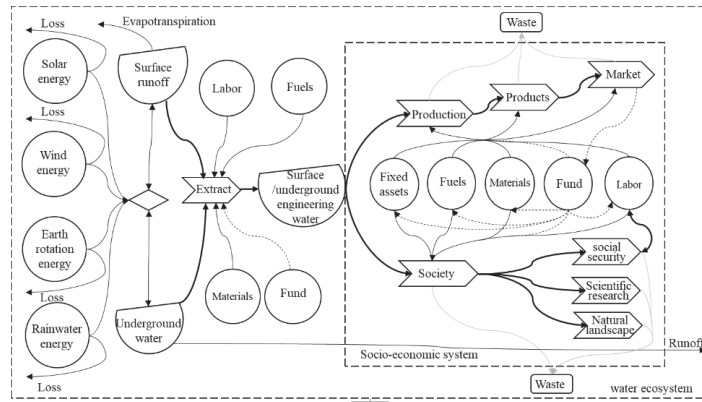 Loss
Evapotranspiration
Solar
energy
Surface
runoff
Labor
Fuels
Waste
Market
Products
Production
Loss
Wind
energy
Extract
Surface
/underground
engineering
water
Fixed
assets
Fuels
Materials
Fund
Labor
Earth
rotation
energy
Loss
Society
social
security
Scientific
research
Natural
landscape
Materials
Fund
Rainwater
energy
Underground
water
Runoff
Socio-economic system
Loss
Waste
water ecosystem